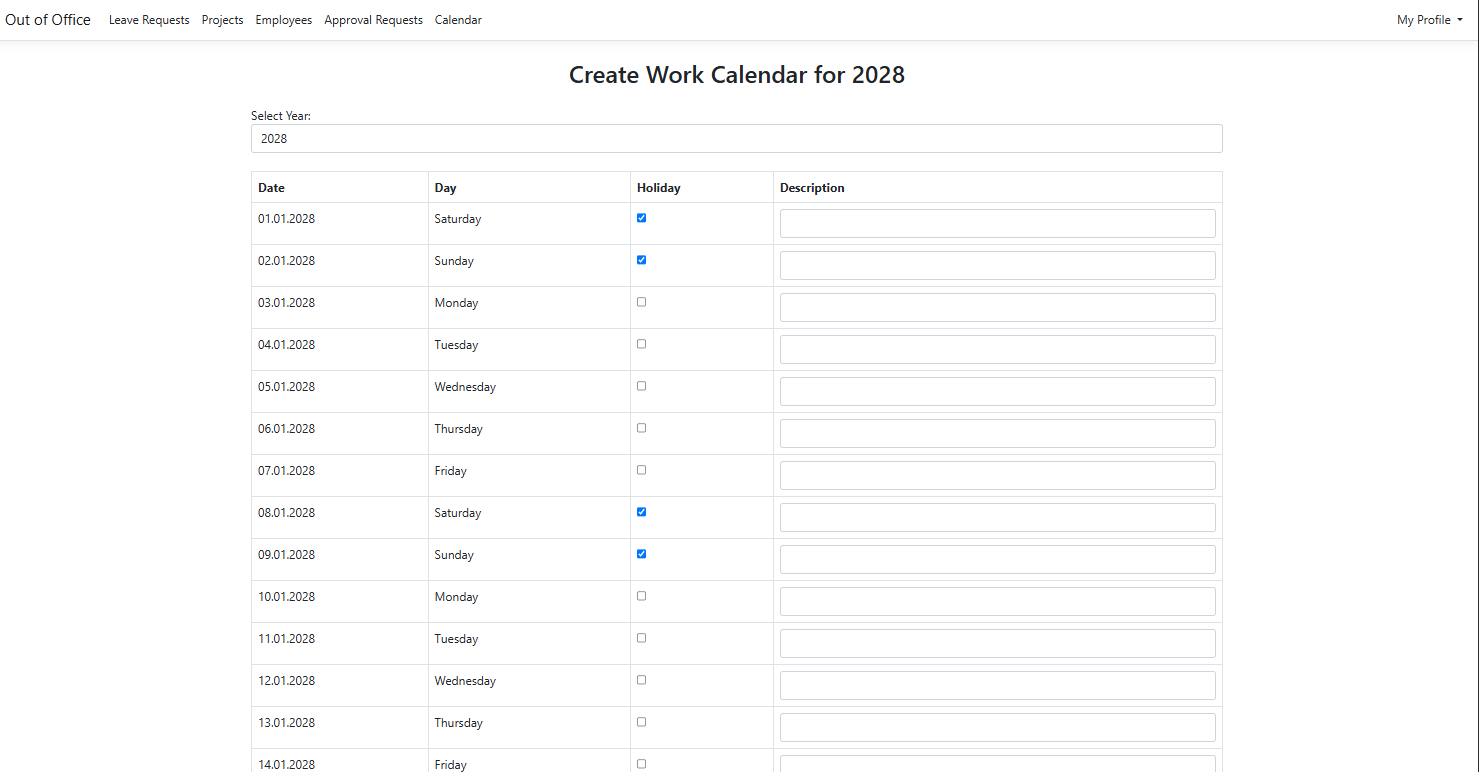 Out of Office Leave Requests Projects Employees Approval Requests Calendar My Profile
Create Work Calendar for 2028
Select Year:
2028
Date Day Holiday Description
01.01.2028 Saturday
02.01.2028 Sunday
03.01.2028 Monday
04.01.2028 Tuesday
05.01.2028 Wednesday
06.01.2028 Thursday
07.01.2028 Friday
08.01.2028 Saturday
09.01.2028 Sunday
10.01.2028 Monday
11.01.2028 Tuesday
12.01.2028 Wednesday
13.01.2028 Thursday
14.01.2028 Friday